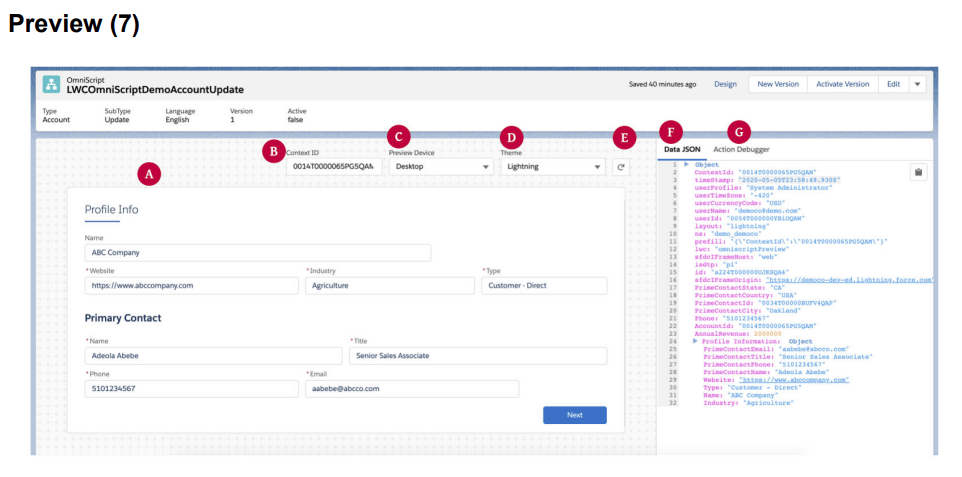 Preview (7)
OmniScript
LWCOmniScriptDemoAccountUpdate
Saved 40 minutes ago Design New Version Activate Version Edit
Type SubType Language Version Active
Account Update English 1 false
A
B
C
D
E
F
G
Context ID Preview Device Theme
0014T0000065PG5QAM Desktop Lightning
Profile Info
Name
ABC Company
*Website *Industry *Type
https://www.abccompany.com Agriculture Customer - Direct
Primary Contact
*Name *Title
Adeola Abebe Senior Sales Associate
*Phone *Email
5101234567 aabebe@abcco.com
Next
Data JSON Action Debugger
1 Object
2 ContextId: "0014T0000065PG5QAM"
3 timeStamp: "2020-05-05T23:58:49.930Z"
4 userProfile: "System Administrator"
5 userTimeZone: "-420"
6 userCurrencyCode: "USD"
7 userName: "democo@demo.com"
8 userId:
9 layout: "lightning"
10 ns: "demo_democo"
11 prefill: "{\"ContextId\":\"0014T0000065PG5QAM\"}"
12 lwc: "omniscriptPreview"
13 sfdcIFrameHost: "web"
14 isdtp: "p1"
15 id:
16 sfdcIFrameOrigin: "https://democo-dev-ed.lightning.force.com"
17 PrimeContactState: "CA"
18 PrimeContactCountry: "USA"
19 PrimeContactId:
20 PrimeContactCity: "Oakland"
21 Phone: "5101234567"
22 AccountId: "0014T0000065PG5QAM"
23 AnnualRevenue: 2000000
24 Profile Information: Object
25 PrimeContactEmail: "aabebe@abcco.com"
26 PrimeContactTitle: "Senior Sales Associate"
27 PrimeContactPhone: "5101234567"
28 PrimeContactName: "Adeola Abebe"
29 Website: "https://www.abccompany.com"
30 Type: "Customer - Direct"
31 Name: "ABC Company"
32 Industry: "Agriculture"